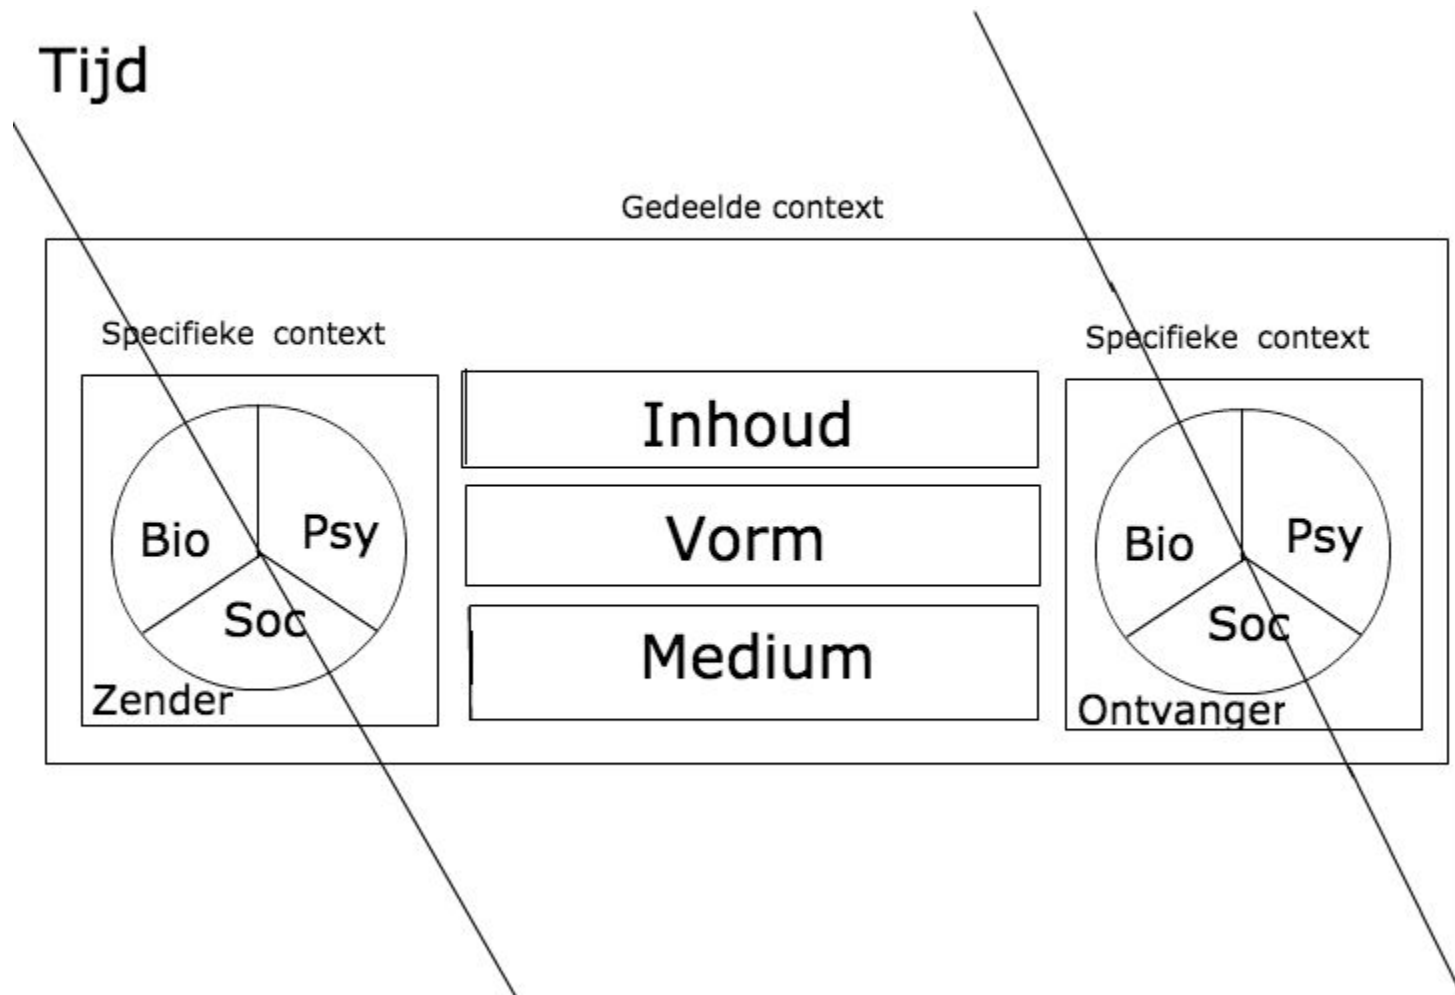 Tijd
Gedeelde context
Specifieke context
Specifieke context
Inhoud
Bio
Psy
Soc
Zender
Vorm
Medium
Bio
Psy
Soc
Ontvanger